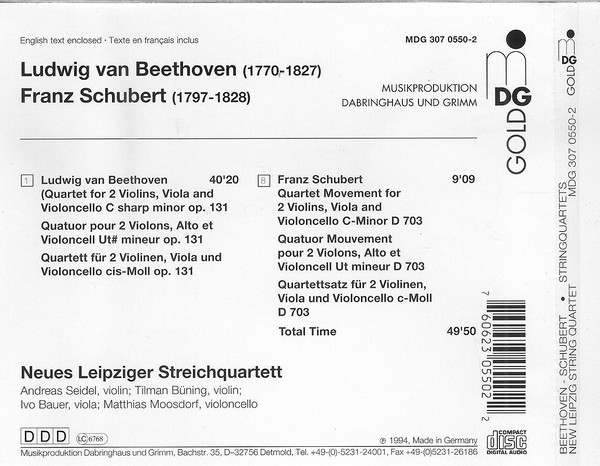 English text enclosed · Texte en français inclus
MDG 307 0550-2
Ludwig van Beethoven (1770-1827)
Franz Schubert (1797-1828)
MUSIKPRODUKTION
DABRINGHAUS UND GRIMM
m
DG
GOLD
1 Ludwig van Beethoven 40'20
(Quartet for 2 Violins, Viola and
Violoncello C sharp minor op. 131
Quatuor pour 2 Violons, Alto et
Violoncell Ut# mineur op. 131
Quartett für 2 Violinen, Viola und
Violoncello cis-Moll op. 131
8 Franz Schubert 9'09
Quartet Movement for
2 Violins, Viola and
Violoncello C-Minor D 703
Quatuor Mouvement
pour 2 Violons, Alto et
Violoncell Ut mineur D 703
Quartettsatz für 2 Violinen,
Viola und Violoncello c-Moll
D 703
Total Time 49'50
Neues Leipziger Streichquartett
Andreas Seidel, violin; Tilman Büning, violin;
Ivo Bauer, viola; Matthias Moosdorf, violoncello
DDD
LC 6768
℗ 1994, Made in Germany
Musikproduktion Dabringhaus und Grimm, Bachstr. 35, D–32756 Detmold, Tel. +49-(0)-5231-24001, Fax.+49-(0)5231-26186
COMPACT
disc
DIGITAL AUDIO
7 60623 05502 2
BEETHOVEN - SCHUBERT • STRINGQUARTETS
NEW LEIPZIG STRING QUARTET MDG 307 0550-2
m
DG
GOLD